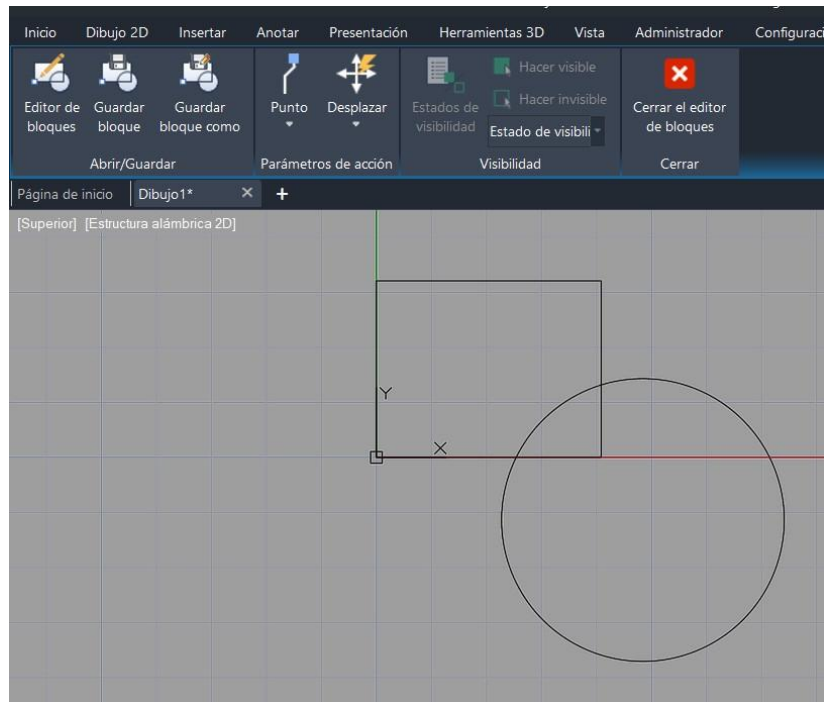 Inicio Dibujo 2D Insertar Anotar Presentación Herramientas 3D Vista Administrador Configuraci
Hacer visible
Hacer invisible
Editor de bloques Guardar bloque Guardar bloque como Punto Desplazar Estados de visibilidad Estado de visibili Cerrar el editor de bloques
Abrir/Guardar Parámetros de acción Visibilidad Cerrar
Página de inicio Dibujo1* × +
[Superior] [Estructura alámbrica 2D]
Y
X